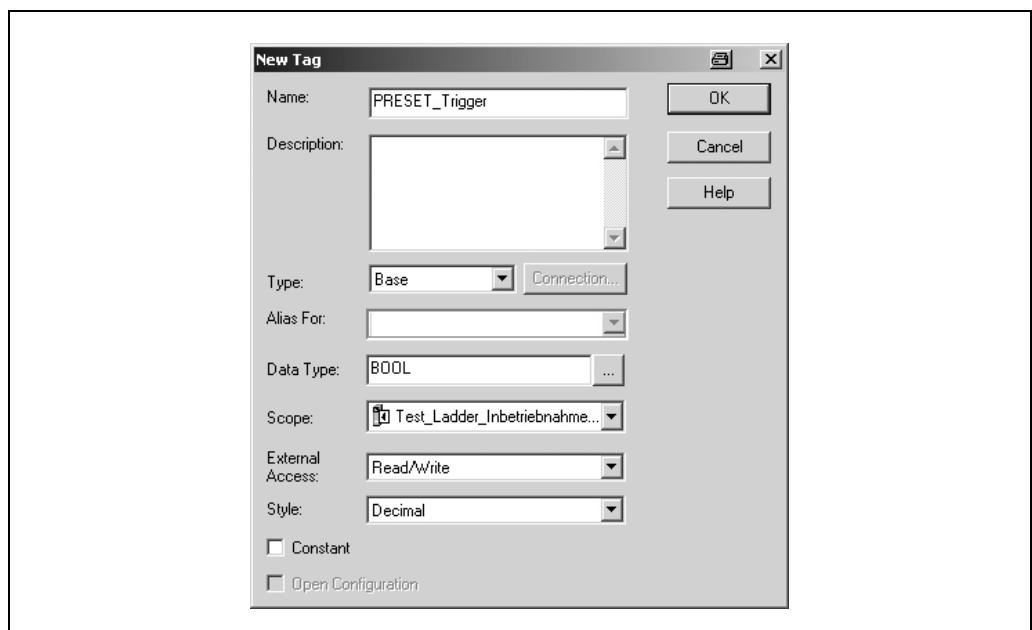 New Tag
Name: PRESET_Trigger OK
Description: Cancel
Help
Type: Base Connection...
Alias For:
Data Type: BOOL ...
Scope: Test_Ladder_Inbetriebnahme...
External
Access: Read/Write
Style: Decimal
Constant
Open Configuration